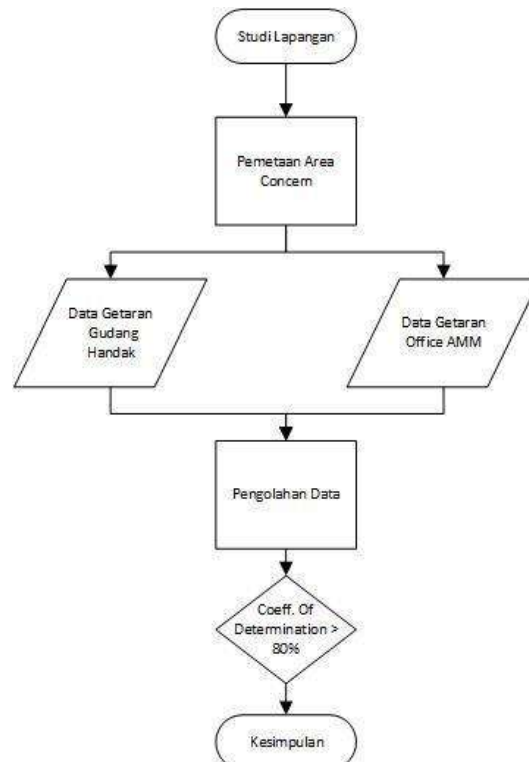 Studi Lapangan
Pemetaan Area
Concern
Data Getaran
Gudang
Handak
Data Getaran
Office AMM
Pengolahan Data
Coeff. Of
Determination >
80%
Kesimpulan